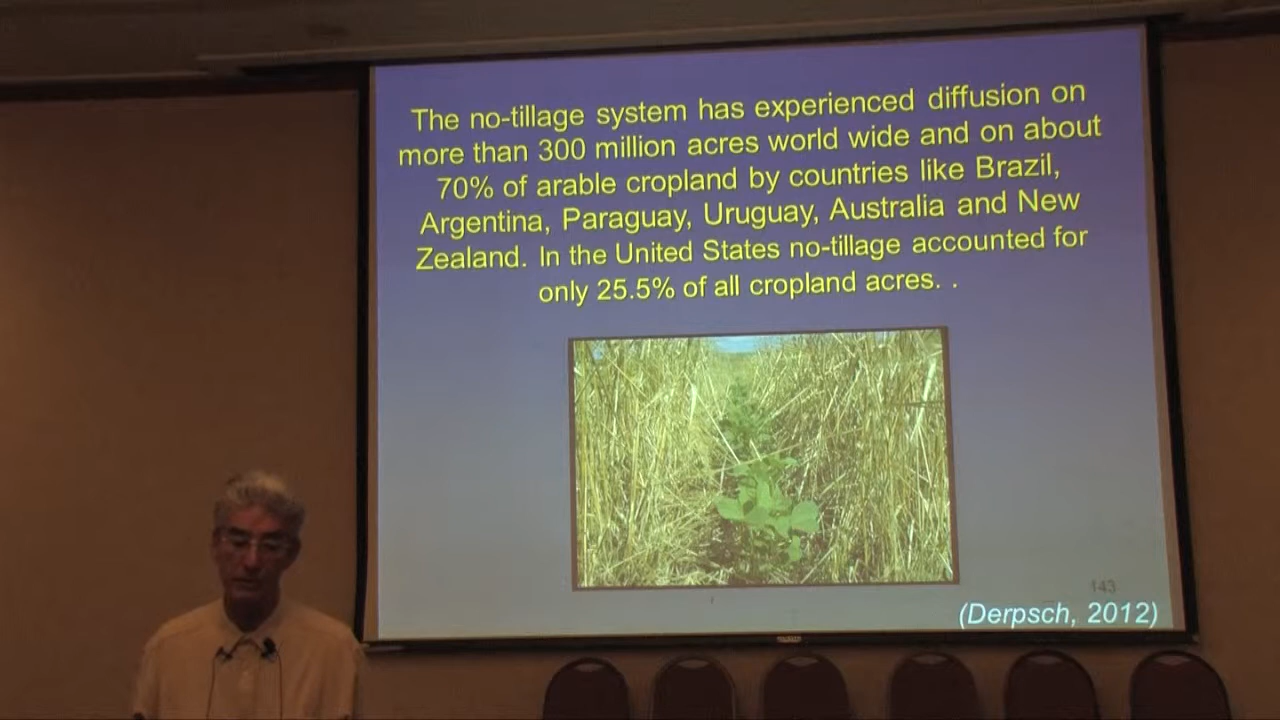 The no-tillage system has experienced diffusion on
more than 300 million acres world wide and on about
70% of arable cropland by countries like Brazil,
Argentina, Paraguay, Uruguay, Australia and New
Zealand. In the United States no-tillage accounted for
only 25.5% of all cropland acres. .
143
(Derpsch, 2012)